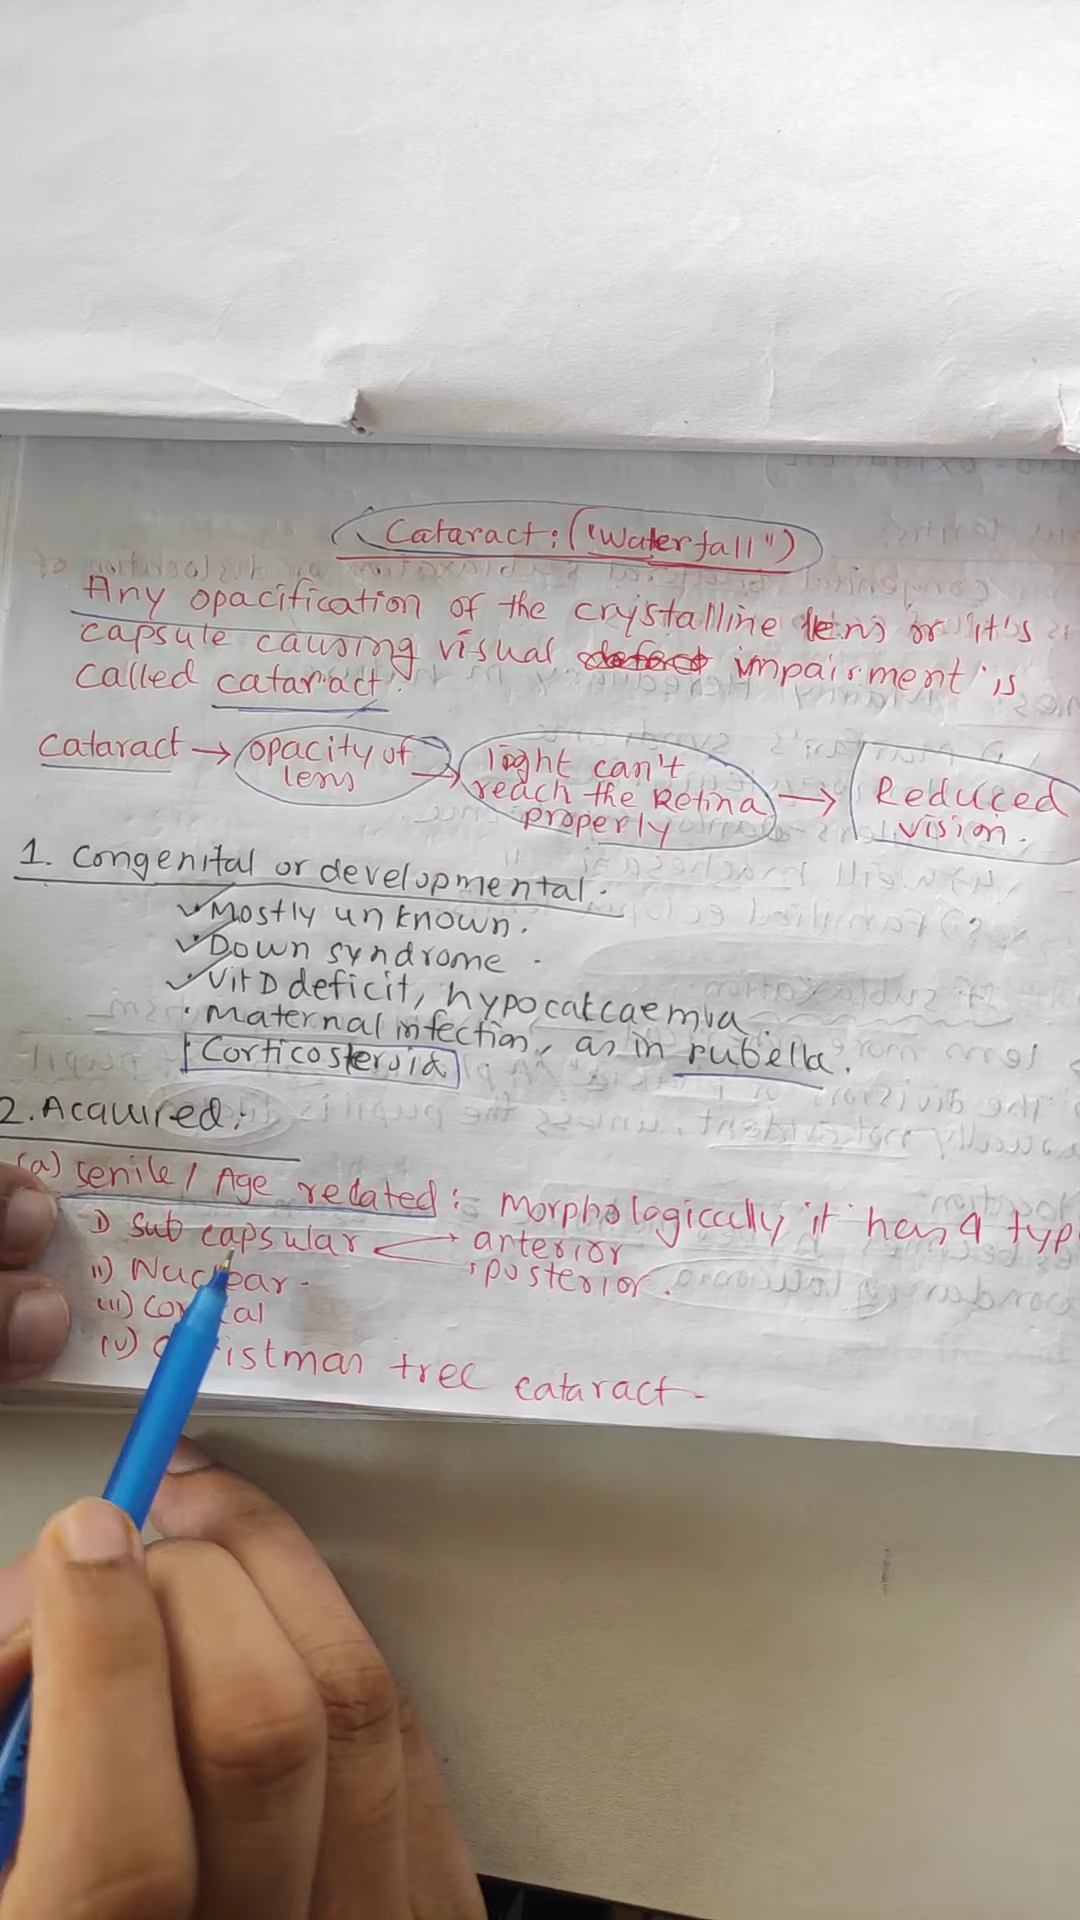 Cataract: ("Waterfall")
Any opacification of the crystalline lens or it's
capsule causing visual impairment is
called cataract.
Cataract → opacity of lens → light can't reach the Retina properly → Reduced vision.
1. Congenital or developmental.
Mostly unknown.
Down syndrome.
Vit D deficit, hypocatcaemia.
Maternal infection, as in rubella.
Corticosteroid
2. Acquired:
(a) Senile / Age related: Morphologically it has 4 typ
i) Sub capsular anterior
posterior.
ii) Nuclear.
iii)
iv) tree cataract.